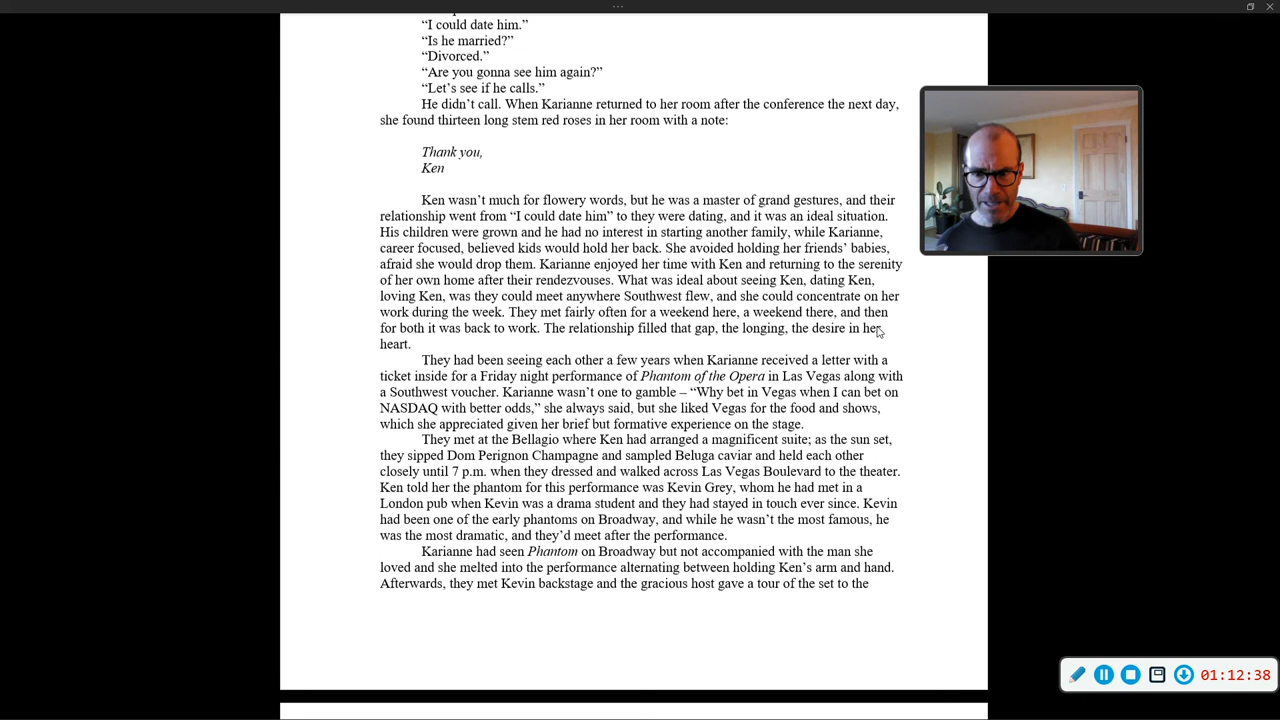 “I could date him.”
“Is he married?”
“Divorced.”
“Are you gonna see him again?”
“Let’s see if he calls.”
He didn’t call. When Karianne returned to her room after the conference the next day,
she found thirteen long stem red roses in her room with a note:
Thank you,
Ken
Ken wasn’t much for flowery words, but he was a master of grand gestures, and their
relationship went from “I could date him” to they were dating, and it was an ideal situation.
His children were grown and he had no interest in starting another family, while Karianne,
career focused, believed kids would hold her back. She avoided holding her friends’ babies,
afraid she would drop them. Karianne enjoyed her time with Ken and returning to the serenity
of her own home after their rendezvouses. What was ideal about seeing Ken, dating Ken,
loving Ken, was they could meet anywhere Southwest flew, and she could concentrate on her
work during the week. They met fairly often for a weekend here, a weekend there, and then
for both it was back to work. The relationship filled that gap, the longing, the desire in her
heart.
They had been seeing each other a few years when Karianne received a letter with a
ticket inside for a Friday night performance of Phantom of the Opera in Las Vegas along with
a Southwest voucher. Karianne wasn’t one to gamble – “Why bet in Vegas when I can bet on
NASDAQ with better odds,” she always said, but she liked Vegas for the food and shows,
which she appreciated given her brief but formative experience on the stage.
They met at the Bellagio where Ken had arranged a magnificent suite; as the sun set,
they sipped Dom Perignon Champagne and sampled Beluga caviar and held each other
closely until 7 p.m. when they dressed and walked across Las Vegas Boulevard to the theater.
Ken told her the phantom for this performance was Kevin Grey, whom he had met in a
London pub when Kevin was a drama student and they had stayed in touch ever since. Kevin
had been one of the early phantoms on Broadway, and while he wasn’t the most famous, he
was the most dramatic, and they’d meet after the performance.
Karianne had seen Phantom on Broadway but not accompanied with the man she
loved and she melted into the performance alternating between holding Ken’s arm and hand.
Afterwards, they met Kevin backstage and the gracious host gave a tour of the set to the
01:12:38